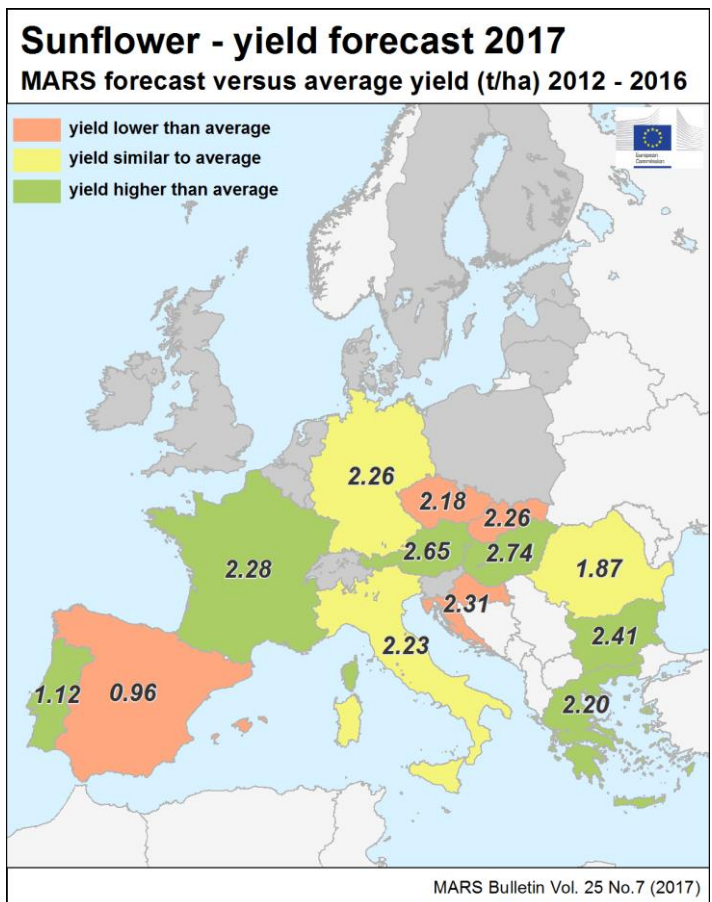 Sunflower - yield forecast 2017
MARS forecast versus average yield (t/ha) 2012 - 2016
yield lower than average
yield similar to average
yield higher than average
European
Commission
2.26
2.18
2.26
2.65
2.74
2.28
1.87
2.31
2.41
2.23
1.12
0.96
2.20
MARS Bulletin Vol. 25 No.7 (2017)